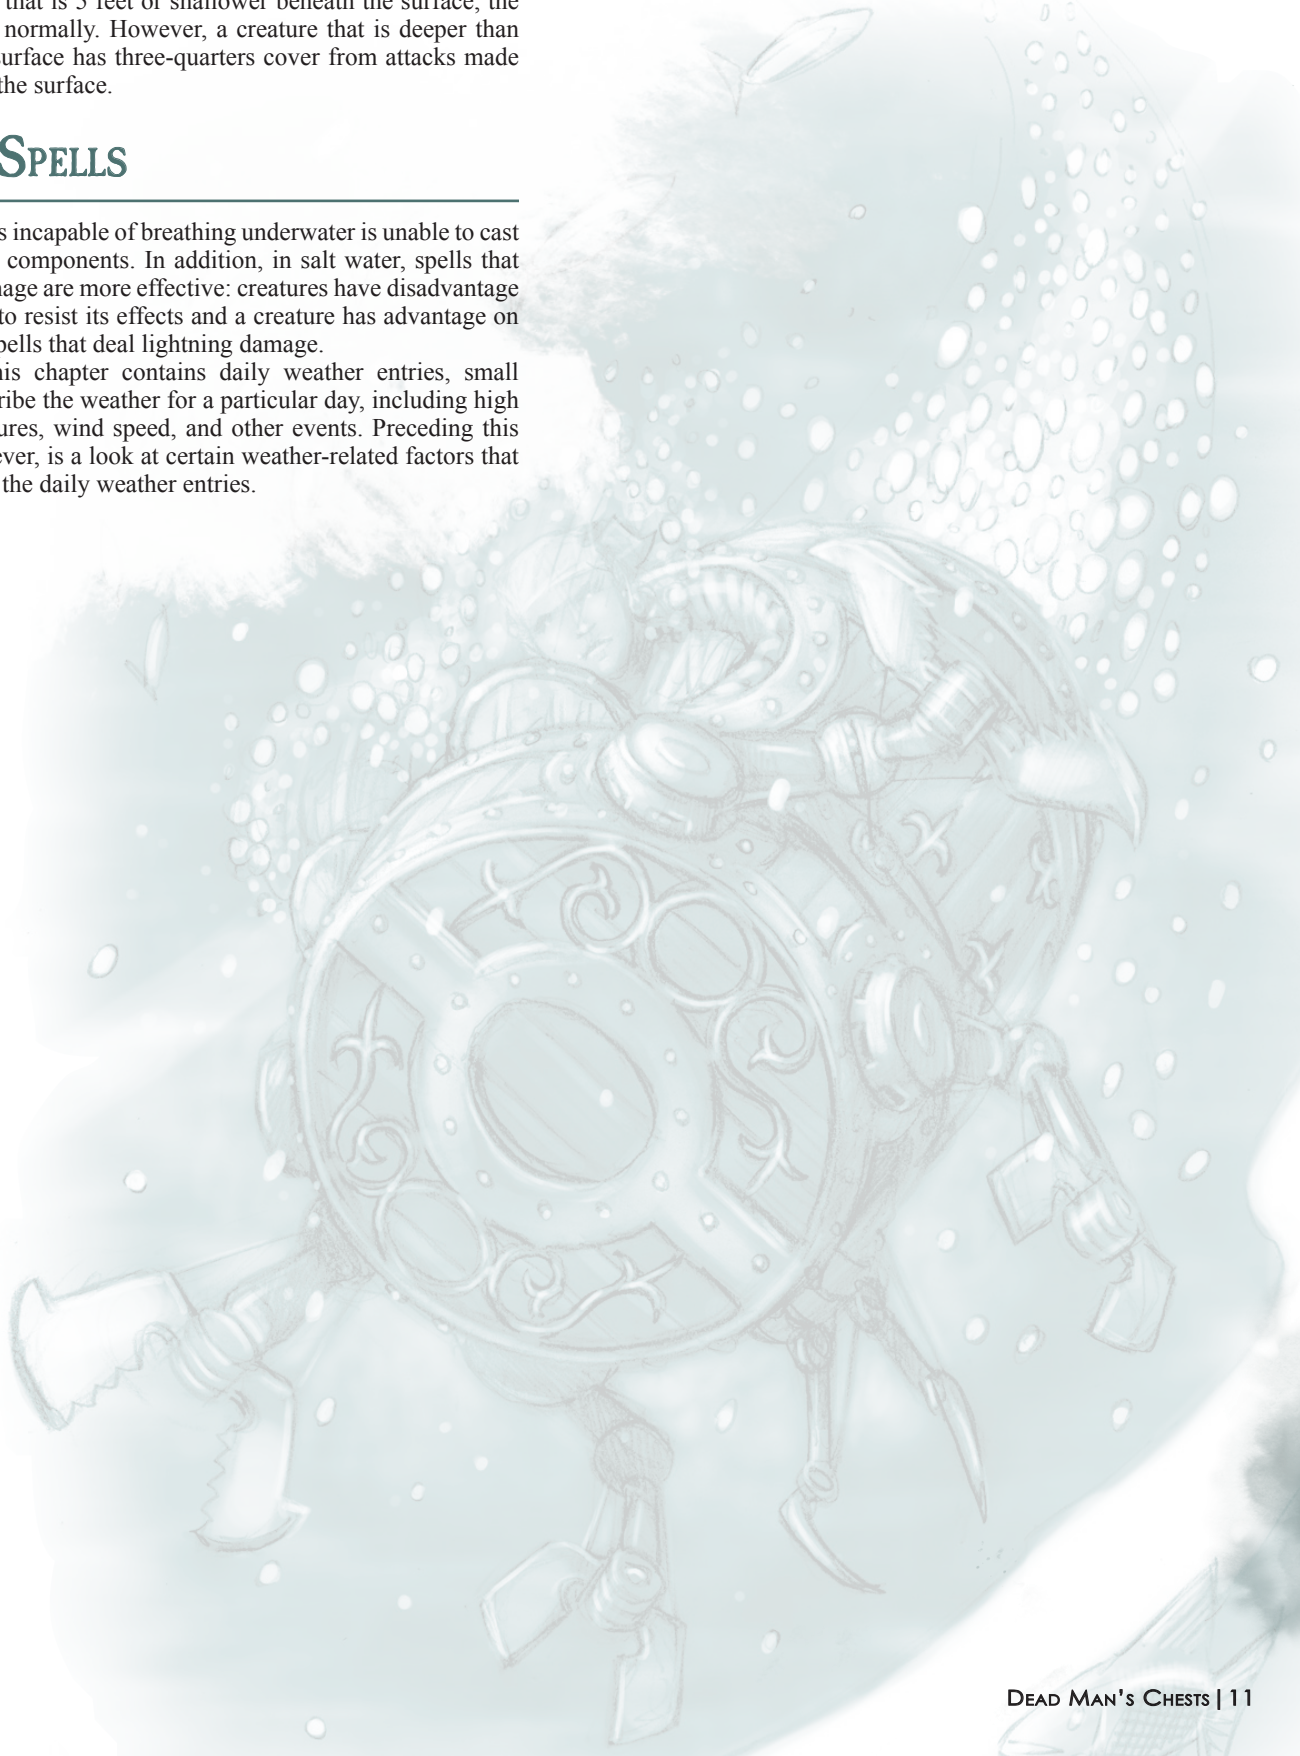 that is 5 feet or shallower beneath the surface, the
normally. However, a creature that is deeper than
surface has three-quarters cover from attacks made
the surface.
SPELLS
s incapable of breathing underwater is unable to cast
components. In addition, in salt water, spells that
mage are more effective: creatures have disadvantage
to resist its effects and a creature has advantage on
pells that deal lightning damage.
his chapter contains daily weather entries, small
ribe the weather for a particular day, including high
ures, wind speed, and other events. Preceding this
ever, is a look at certain weather-related factors that
the daily weather entries.
DEAD MAN'S CHESTS | 11